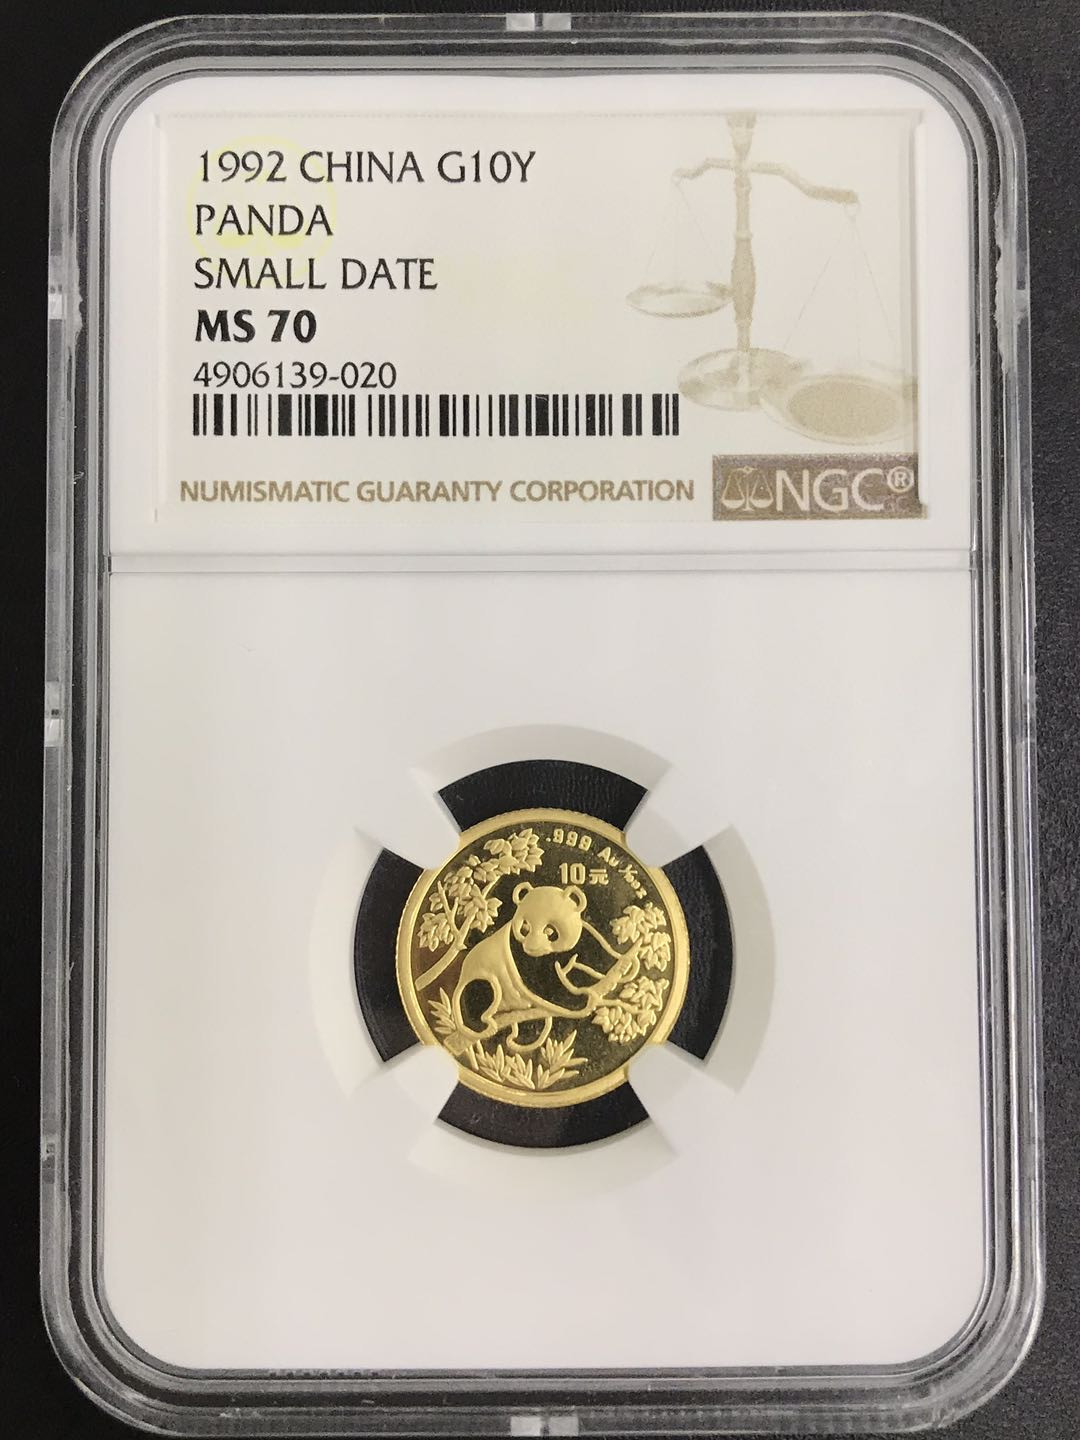 1992 CHINA G10Y
PANDA
SMALL DATE
MS 70
4906139-020
NUMISMATIC GUARANTY CORPORATION
NGC®
.999 Au 1/10oz
10元